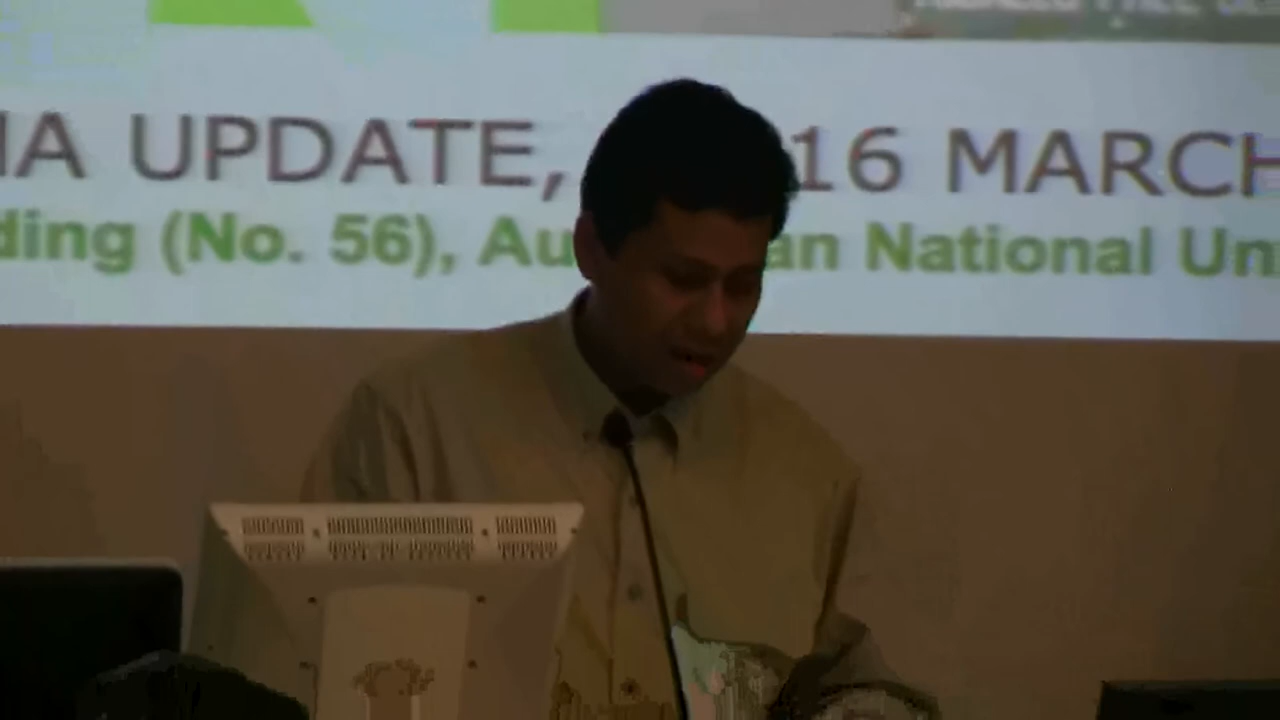 IA UPDATE, 16 MARCH
ding (No. 56), Au an National Un